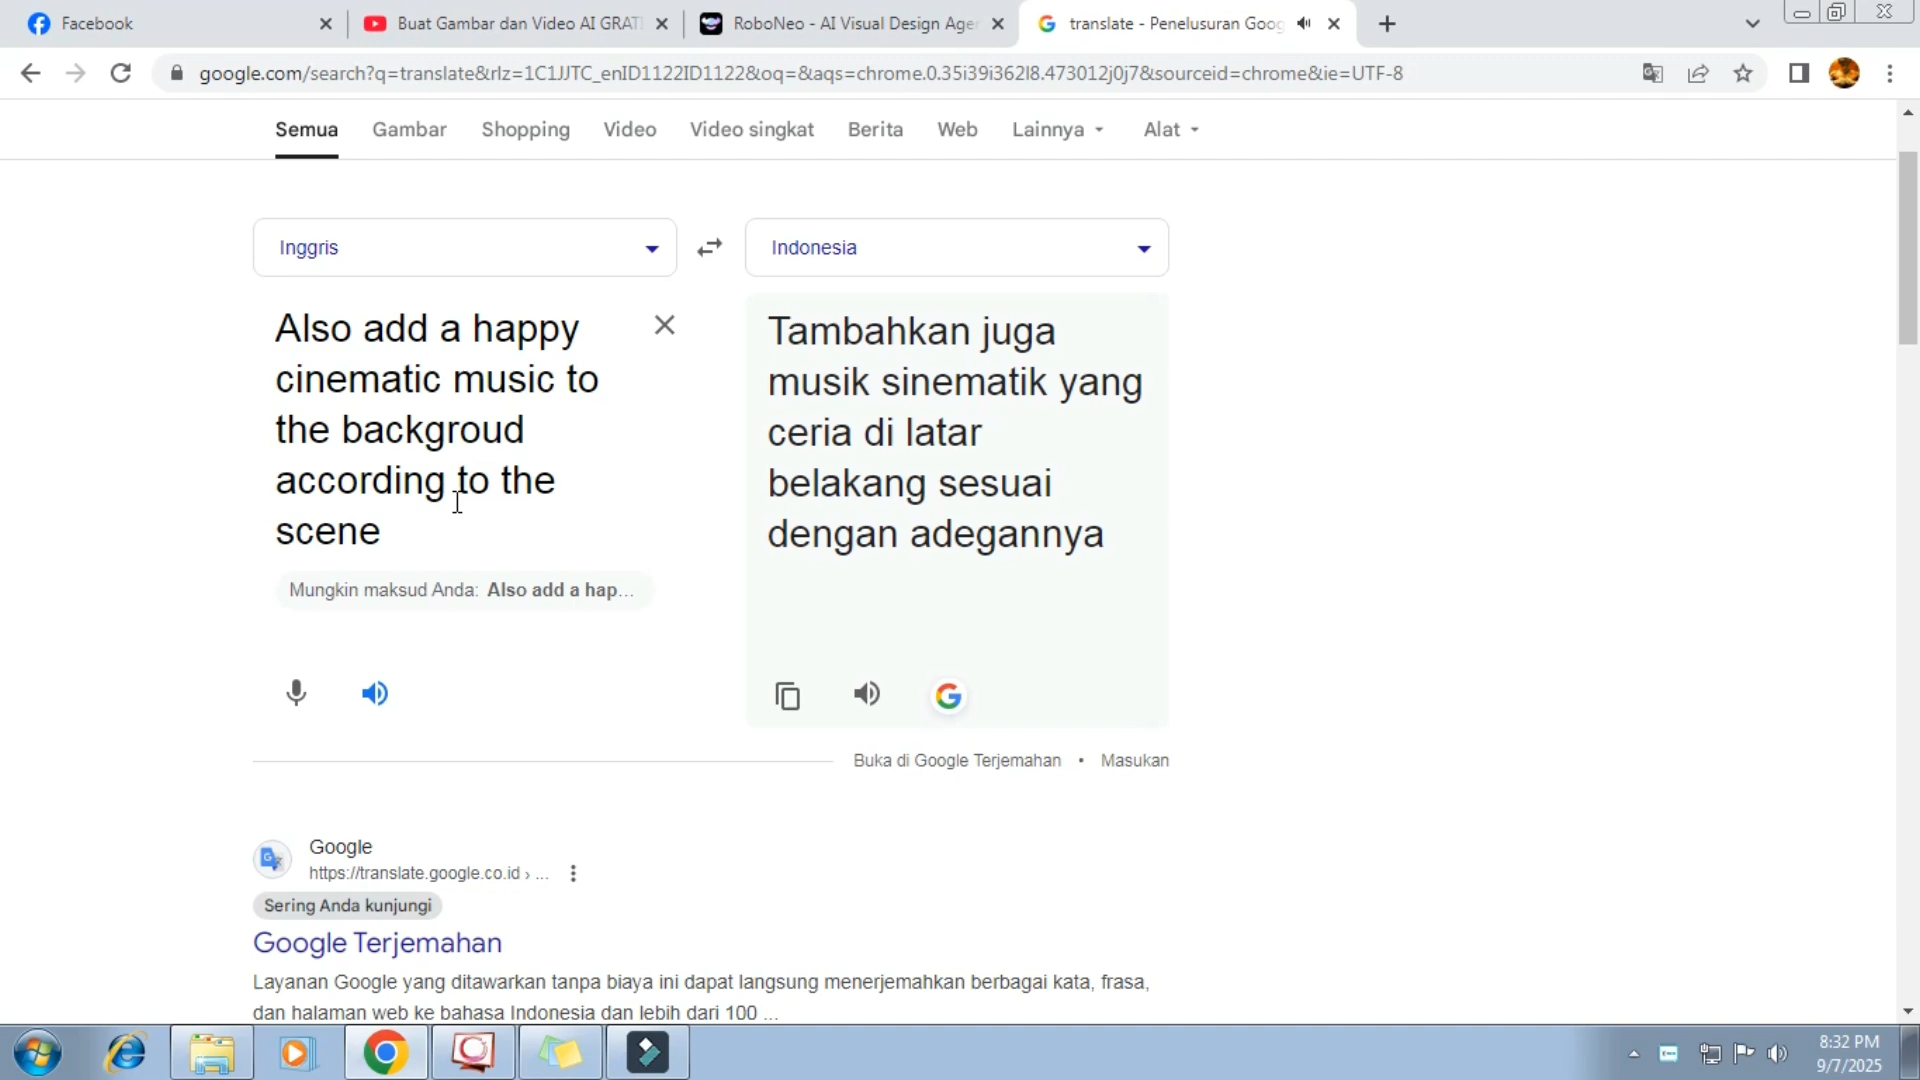 Facebook
Buat Gambar dan Video AI GRAT
RoboNeo - AI Visual Design Agen
translate - Penelusuran Goog
google.com/search?q=translate&rlz=1C1JJTC_enID1122ID1122&oq=&aqs=chrome.0.35i39i362l8.473012j0j7&sourceid=chrome&ie=UTF-8
Semua
Gambar
Shopping
Video
Video singkat
Berita
Web
Lainnya
Alat
Inggris
Indonesia
Also add a happy
cinematic music to
the backgroud
according to the
scene
Mungkin maksud Anda: Also add a hap...
Tambahkan juga
musik sinematik yang
ceria di latar
belakang sesuai
dengan adegannya
Buka di Google Terjemahan • Masukan
Google
https://translate.google.co.id › ...
Sering Anda kunjungi
Google Terjemahan
Layanan Google yang ditawarkan tanpa biaya ini dapat langsung menerjemahkan berbagai kata, frasa,
dan halaman web ke bahasa Indonesia dan lebih dari 100 ...
8:32 PM
9/7/2025